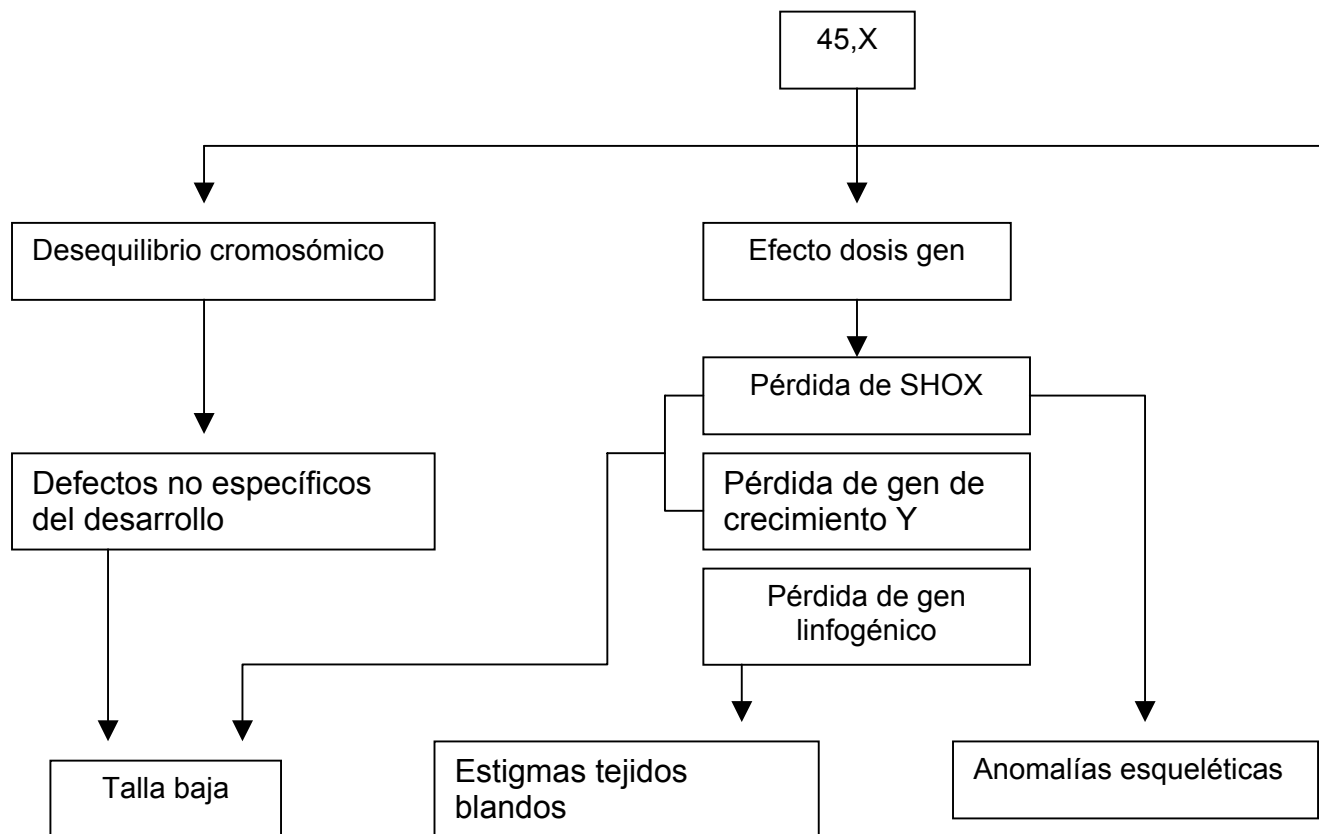 45,X
Desequilibrio cromosómico
Efecto dosis gen
Pérdida de SHOX
Defectos no específicos
del desarrollo
Pérdida de gen de
crecimiento Y
Pérdida de gen
linfogénico
Talla baja
Estigmas tejidos
blandos
Anomalías esqueléticas